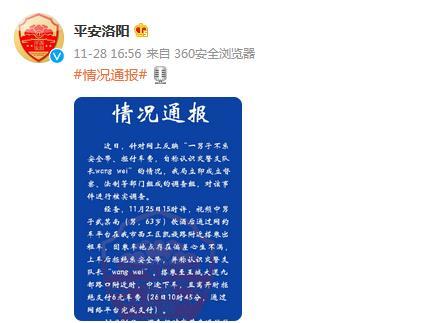 平安洛阳
11-28 16:56 来自 360安全浏览器
#情况通报#
情况通报
近日，针对网上反映“一男子不系
安全带、拒付车费，自称认识交警支队
长wang wei”的情况，我局立即成立督
察、法制等部门组成的调查组，对该事
件进行核实调查。
经查，11月25日15时许，视频中男
子武某南（男，63岁）饮酒后通过网约
车平台在我市西工区凯旋路附近搭乘出
租车，因乘车地点存在偏差心生不满，
上车后拒绝系安全带，并称认识交警支
队长“wang wei”。搭乘至王城大道九都
路口附近时，中途下车，且离开时拒
绝支付6元车费（26日10时45分，通过
网络平台完成支付）。